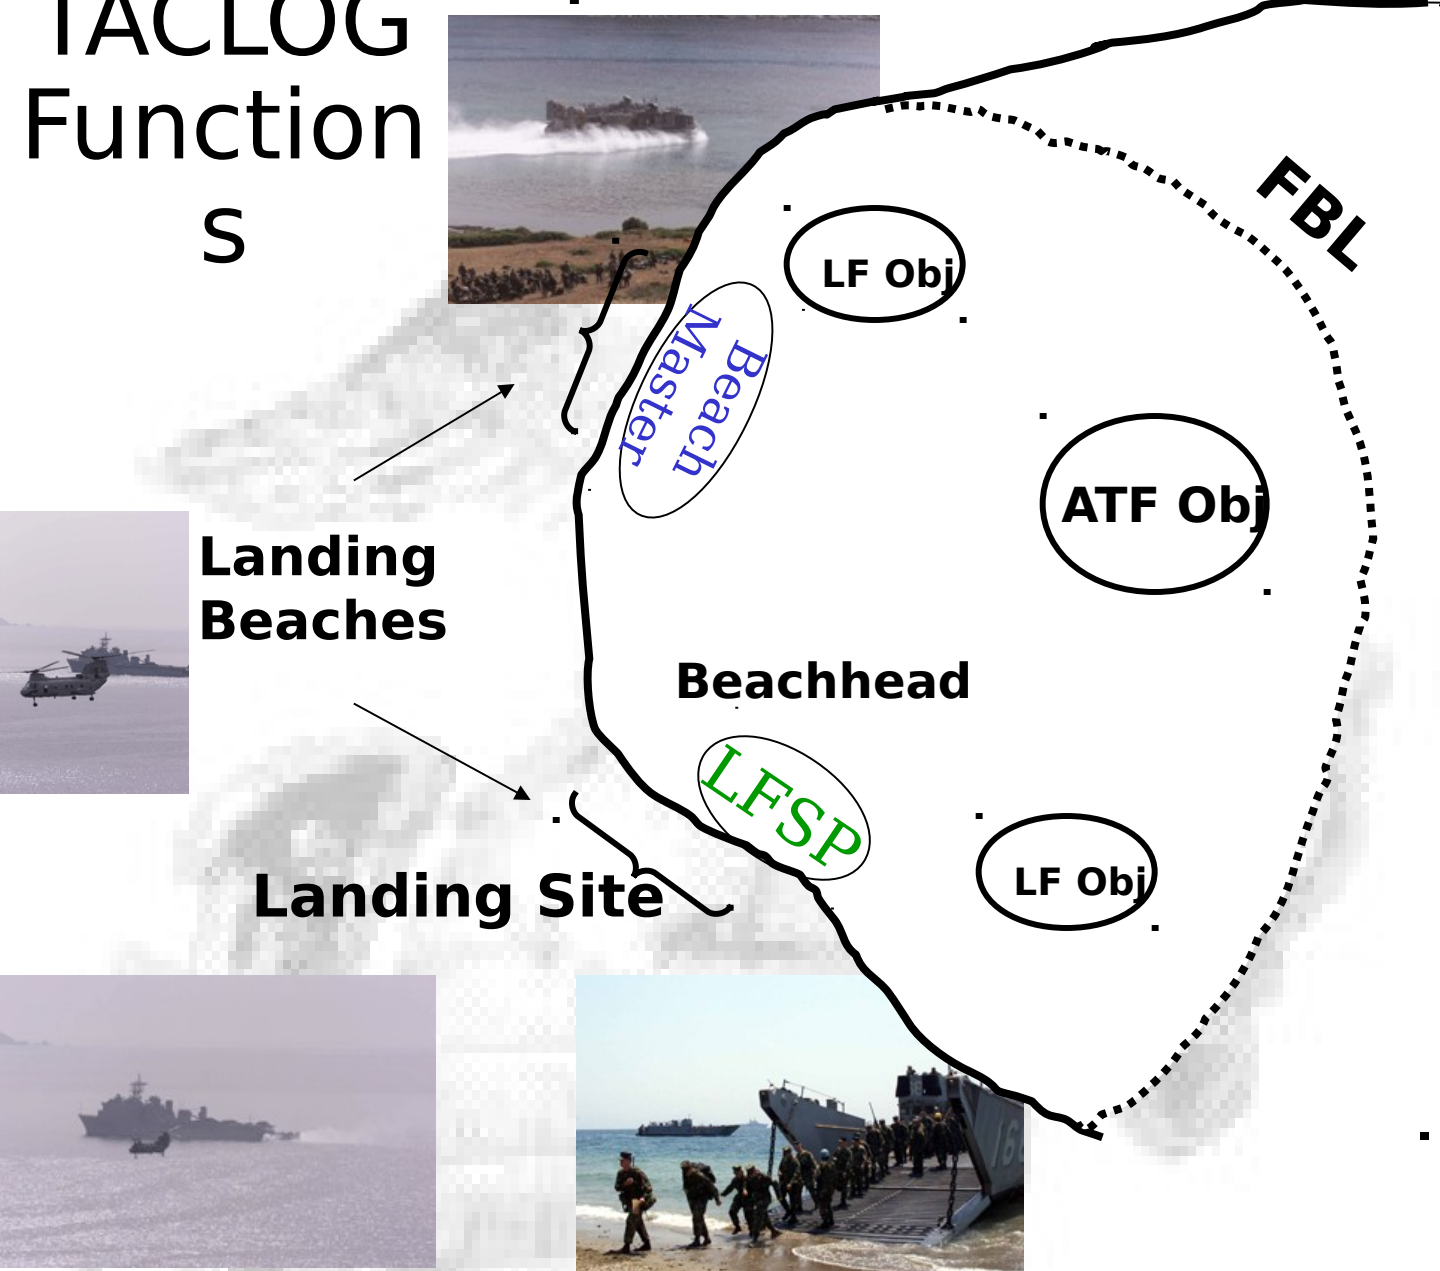 TACLOG
Function
s
FBL
LF Obj
Beach
Master
ATF Obj
Landing
Beaches
Beachhead
LFSP
LF Obj
Landing Site